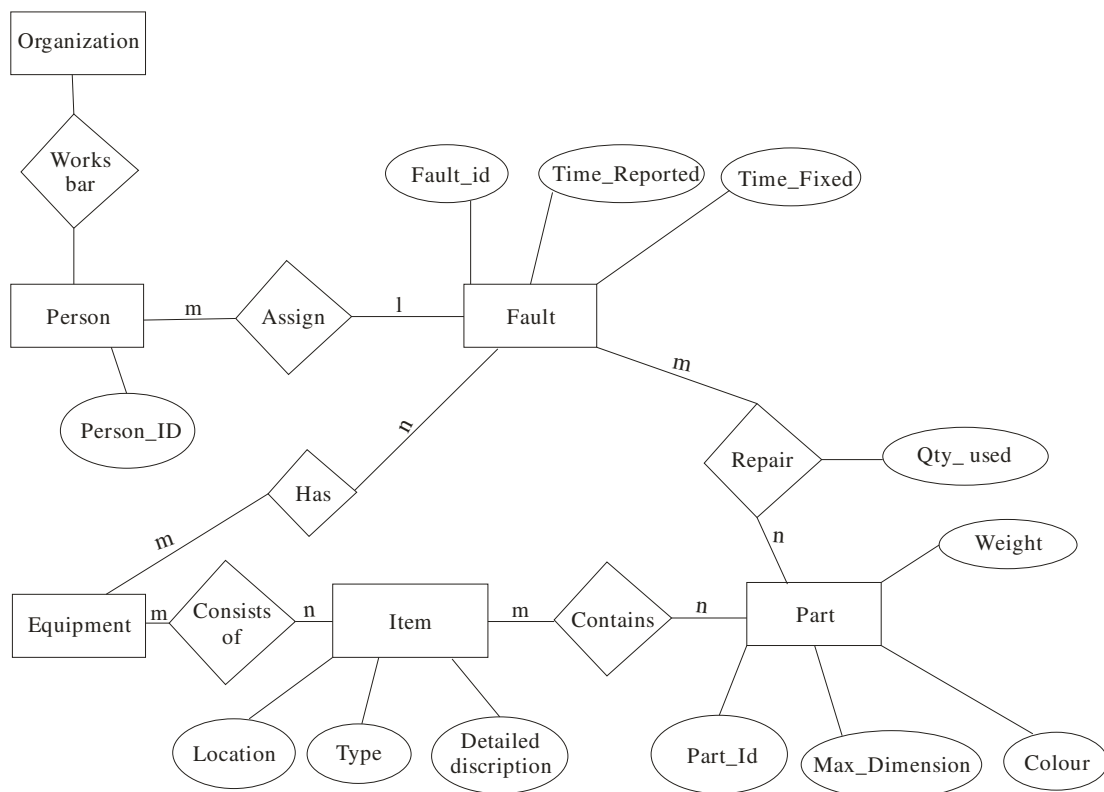 Organization
Works
bar
Fault_id
Time_Reported
Time_Fixed
Person
m
Assign
l
Fault
m
Person_ID
n
Repair
Qty_ used
Has
m
n
Weight
Equipment
m
Consists
of
n
Item
m
Contains
n
Part
Location
Type
Detailed
discription
Part_Id
Max_Dimension
Colour